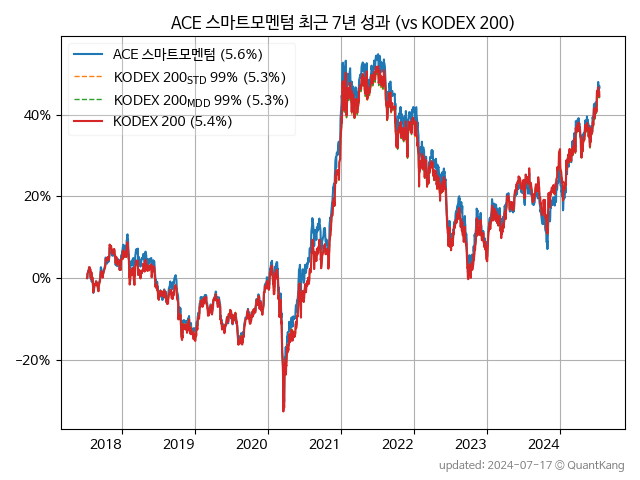 ACE 스마트모멘텀 최근 7년 성과 (vs KODEX 200)
ACE 스마트모멘텀 (5.6%)
KODEX 200STD 99% (5.3%)
KODEX 200MDD 99% (5.3%)
KODEX 200 (5.4%)
40%
20%
0%
−20%
2018 2019 2020 2021 2022 2023 2024
updated: 2024-07-17 © QuantKang